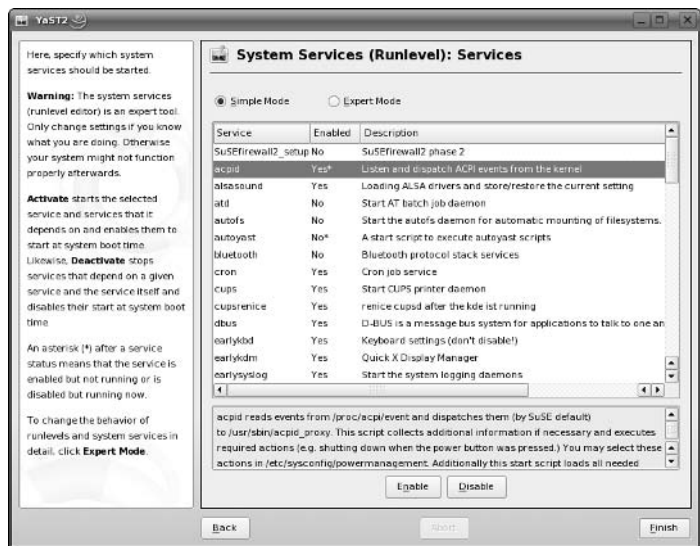 YaST2
Here, specify which system
services should be started.
Warning: The system services
(runlevel editor) is an expert tool.
Only change settings if you know
what you are doing. Otherwise
your system might not function
properly afterwards.
Activate starts the selected
service and services that it
depends on and enables them to
start at system boot time.
Likewise, Deactivate stops
services that depend on a given
service and the service itself and
disables their start at system boot
time.
An asterisk (*) after a service
status means that the service is
enabled but not running or is
disabled but running now.
To change the behavior of
runlevels and system services in
detail, click Expert Mode.
System Services (Runlevel): Services
Simple Mode Expert Mode
Service Enabled Description
SuSEfirewall2_setup No SuSEfirewall2 phase 2
acpid Yes* Listen and dispatch ACPI events from the kernel
alsasound Yes Loading ALSA drivers and store/restore the current setting
atd No Start AT batch job daemon
autofs No Start the autofs daemon for automatic mounting of filesystems.
autoyast No* A start script to execute autoyast scripts
bluetooth No Bluetooth protocol stack services
cron Yes Cron job service
cups Yes Start CUPS printer daemon
cupsrenice Yes renice cupsd after the kde ist running
dbus Yes D-BUS is a message bus system for applications to talk to one an
earlykbd Yes Keyboard settings (don't disable!)
earlykdm Yes Quick X Display Manager
earlysyslog Yes Start the system logging daemons
acpid reads events from /proc/acpi/event and dispatches them (by SuSE default)
to /usr/sbin/acpid_proxy. This script collects additional information if necessary and executes
required actions (e.g. shutting down when the power button was pressed.) You may select these
actions in /etc/sysconfig/powermanagement. Additionally this start script loads all needed
Enable Disable
Back Abort Finish